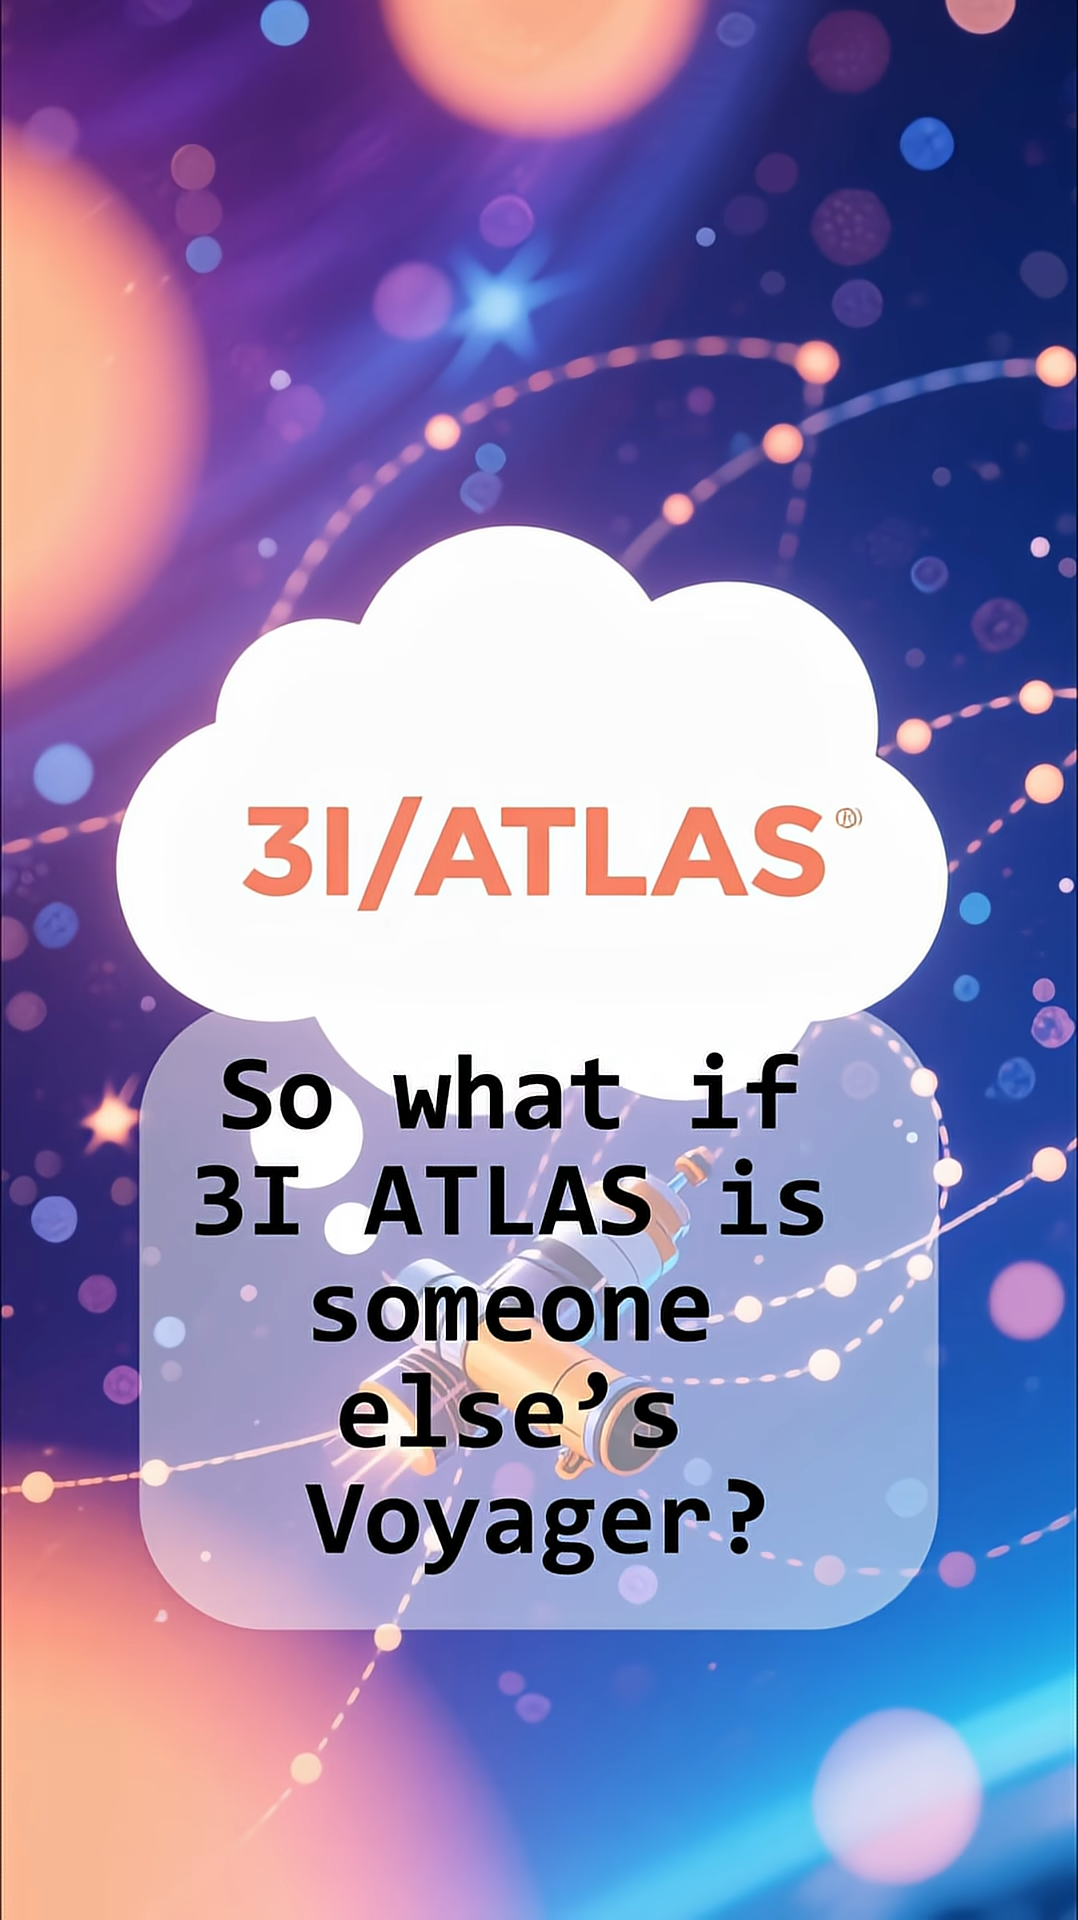 3I/ATLAS®
So what if
3I ATLAS is
someone
else’s
Voyager?